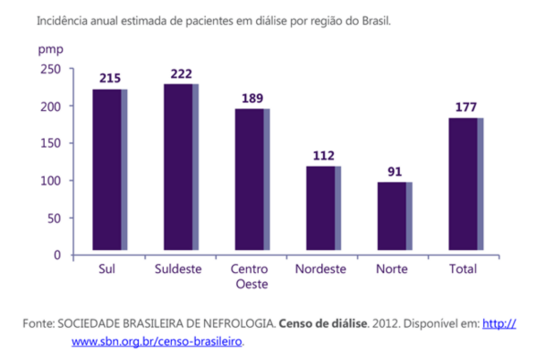 Incidência anual estimada de pacientes em diálise por região do Brasil.
pmp
250
200
150
100
50
0
215
222
189
112
91
177
Sul
Suldeste
Centro
Oeste
Nordeste
Norte
Total
Fonte: SOCIEDADE BRASILEIRA DE NEFROLOGIA. Censo de diálise. 2012. Disponível em: http://
www.sbn.org.br/censo-brasileiro.